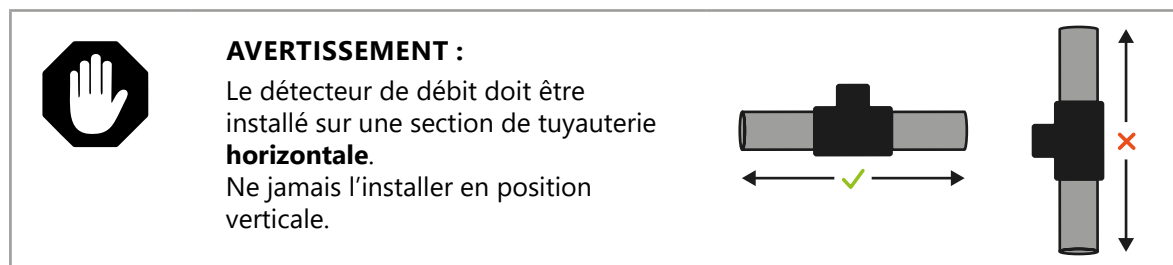 AVERTISSEMENT :
Le détecteur de débit doit être
installé sur une section de tuyauterie
horizontale.
Ne jamais l’installer en position
verticale.